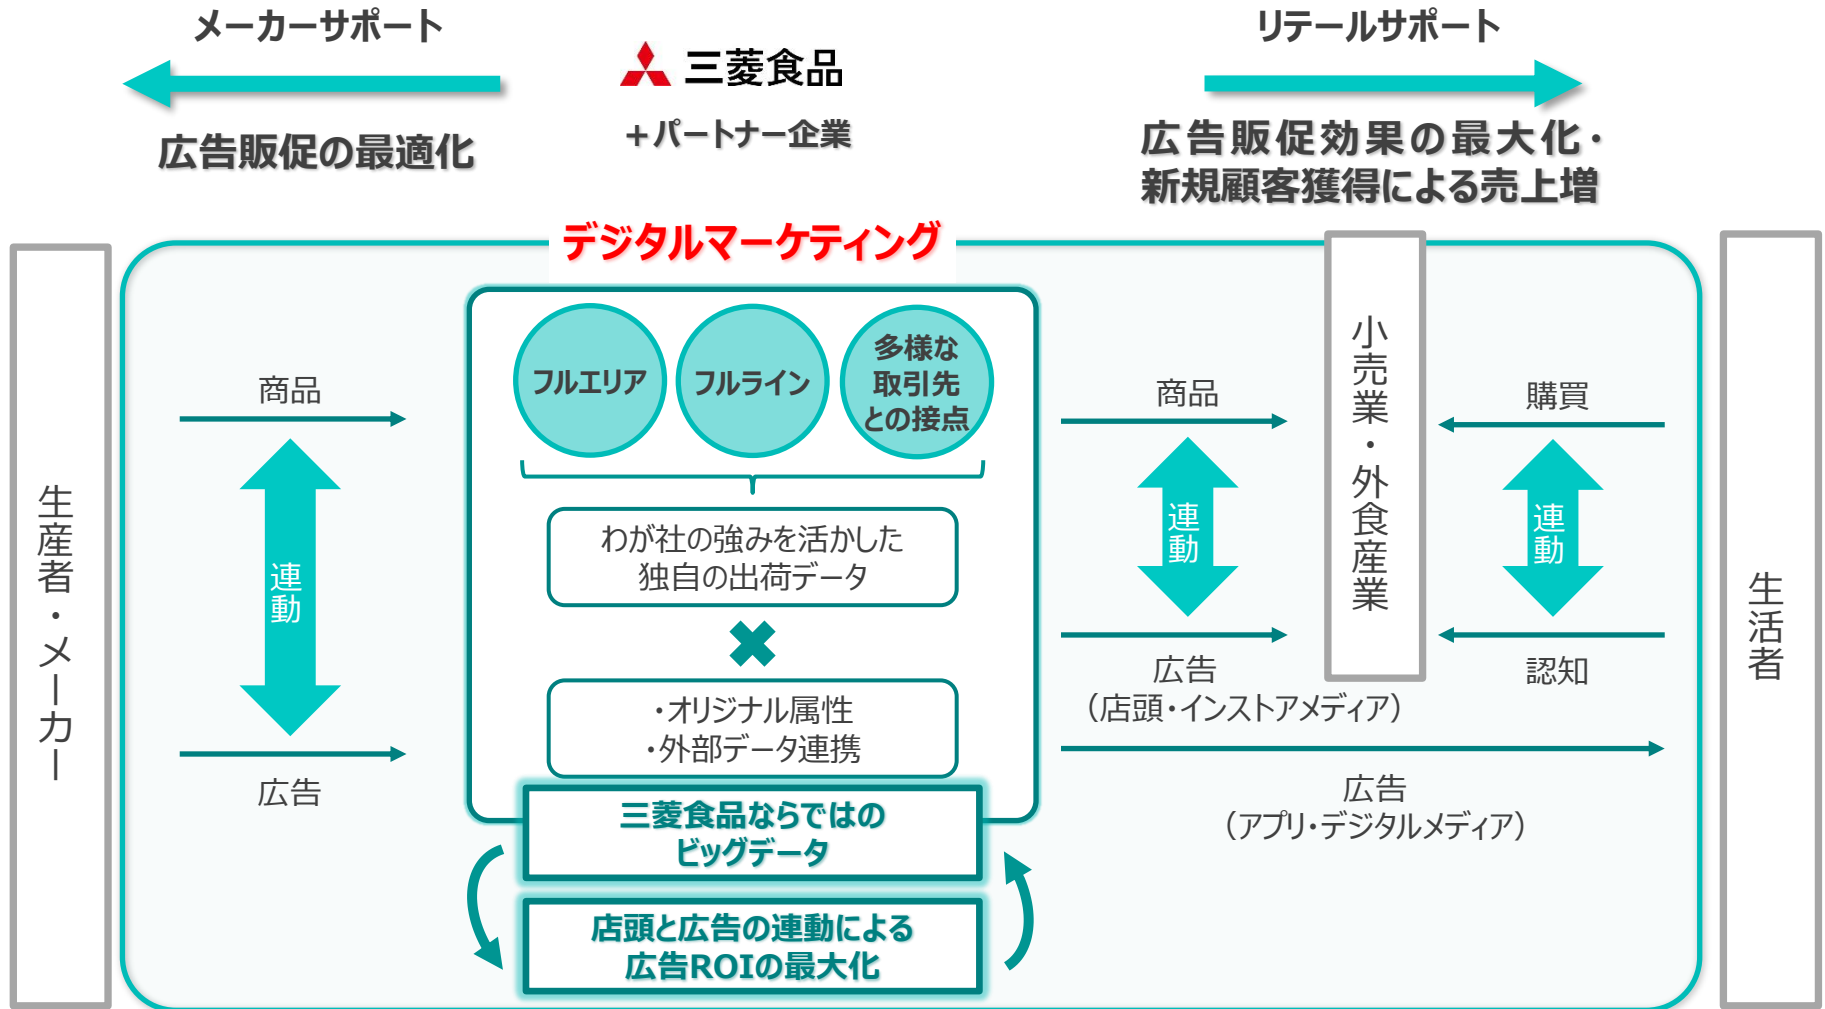 メーカーサポート
三菱食品
+パートナー企業
リテールサポート
広告販促の最適化
広告販促効果の最大化・
新規顧客獲得による売上増
デジタルマーケティング
生産者・メーカー
商品
連動
広告
フルエリア
フルライン
多様な
取引先
との接点
わが社の強みを活かした
独自の出荷データ
・オリジナル属性
・外部データ連携
三菱食品ならではの
ビッグデータ
店頭と広告の連動による
広告ROIの最大化
商品
連動
広告
（店頭・インストアメディア）
小売業・外食産業
購買
連動
認知
広告
（アプリ・デジタルメディア）
生活者